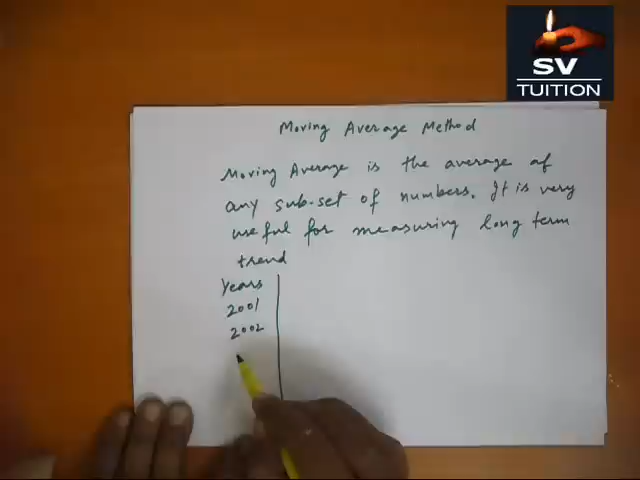 SV
TUITION
Moving Average Method
Moving Average is the average of
any sub-set of numbers. It is very
useful for measuring long term
trend
Years
2001
2002